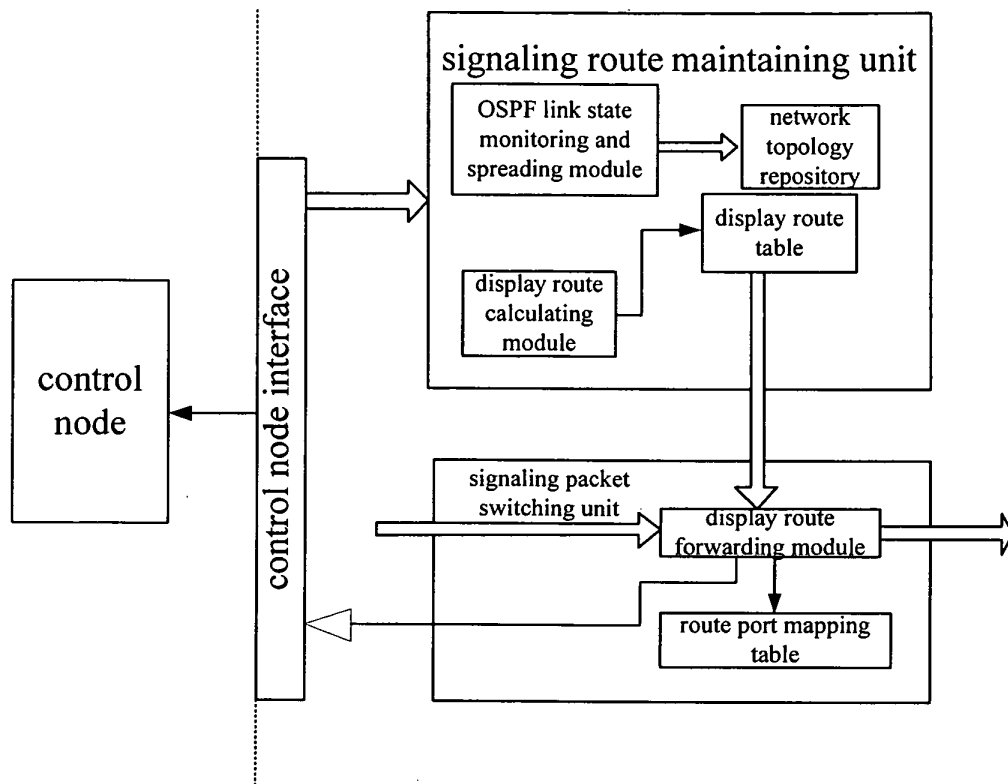 signaling route maintaining unit
OSPF link state
monitoring and
spreading module
network
topology
repository
display route
table
display route
calculating
module
control
node
control node interface
signaling packet
switching unit
display route
forwarding module
route port mapping
table